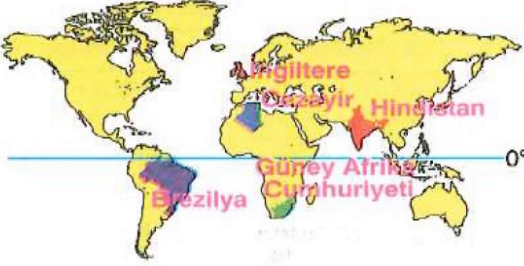 İngiltere
Cezayir
Hindistan
0°
Güney Afrika
Cumhuriyeti
Brezilya